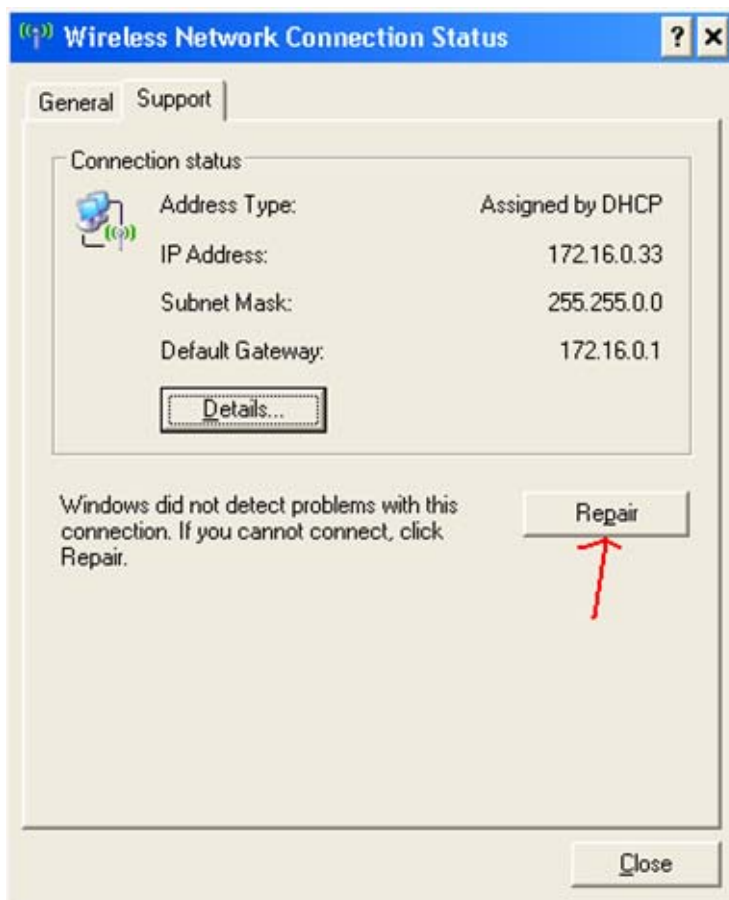 Wireless Network Connection Status
General Support
Connection status
Address Type: Assigned by DHCP
IP Address: 172.16.0.33
Subnet Mask: 255.255.0.0
Default Gateway: 172.16.0.1
Details...
Windows did not detect problems with this
connection. If you cannot connect, click
Repair.
Repair
Close